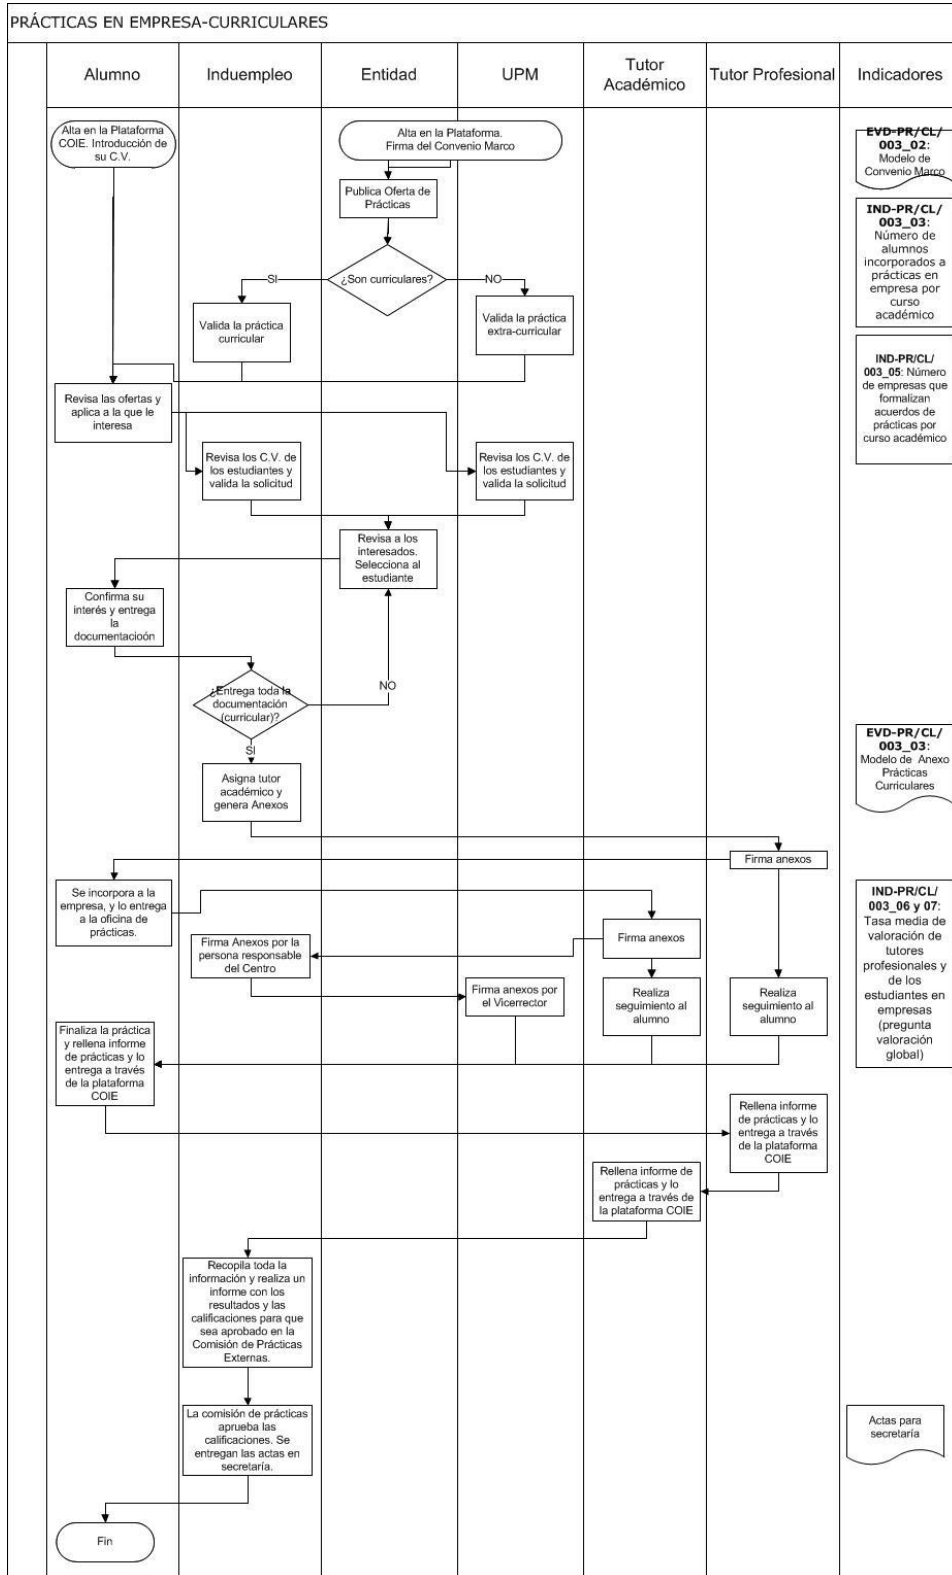 PRÁCTICAS EN EMPRESA-CURRICULARES
Alumno
Induempleo
Entidad
UPM
Tutor
Académico
Tutor Profesional
Indicadores
Alta en la Plataforma
COIE. Introducción de
su C.V.
Alta en la Plataforma.
Firma del Convenio Marco
EVD-PR/CL/
003_02:
Modelo de
Convenio Marco
Publica Oferta de
Prácticas
IND-PR/CL/
003_03:
Número de
alumnos
incorporados a
prácticas en
empresa por
curso
académico
¿Son curriculares?
SI
NO
Valida la práctica
curricular
Valida la práctica
extra-curricular
IND-PR/CL/
003_05: Número
de empresas que
formalizan
acuerdos de
prácticas por
curso académico
Revisa las ofertas y
aplica a la que le
interesa
Revisa los C.V. de
los estudiantes y
valida la solicitud
Revisa los C.V. de
los estudiantes y
valida la solicitud
Revisa a los
interesados.
Selecciona al
estudiante
Confirma su
interés y entrega
la
documentacioón
¿Entrega toda la
documentación
(curricular)?
NO
SI
Asigna tutor
académico y
genera Anexos
EVD-PR/CL/
003_03:
Modelo de Anexo
Prácticas
Curriculares
Firma anexos
Se incorpora a la
empresa, y lo entrega
a la oficina de
prácticas.
Firma anexos
Firma Anexos por la
persona responsable
del Centro
IND-PR/CL/
003_06 y 07:
Tasa media de
valoración de
tutores
profesionales y
de los
estudiantes en
empresas
(pregunta
valoración
global)
Firma anexos por
el Vicerrector
Realiza
seguimiento al
alumno
Realiza
seguimiento al
alumno
Finaliza la práctica
y rellena informe
de prácticas y lo
entrega a través
de la plataforma
COIE
Rellena informe
de prácticas y lo
entrega a través
de la plataforma
COIE
Rellena informe de
prácticas y lo
entrega a través de
la plataforma COIE
Recopila toda la
información y realiza un
informe con los
resultados y las
calificaciones para que
sea aprobado en la
Comisión de Prácticas
Externas.
La comisión de prácticas
aprueba las
calificaciones. Se
entregan las actas en
secretaría.
Actas para
secretaría
Fin